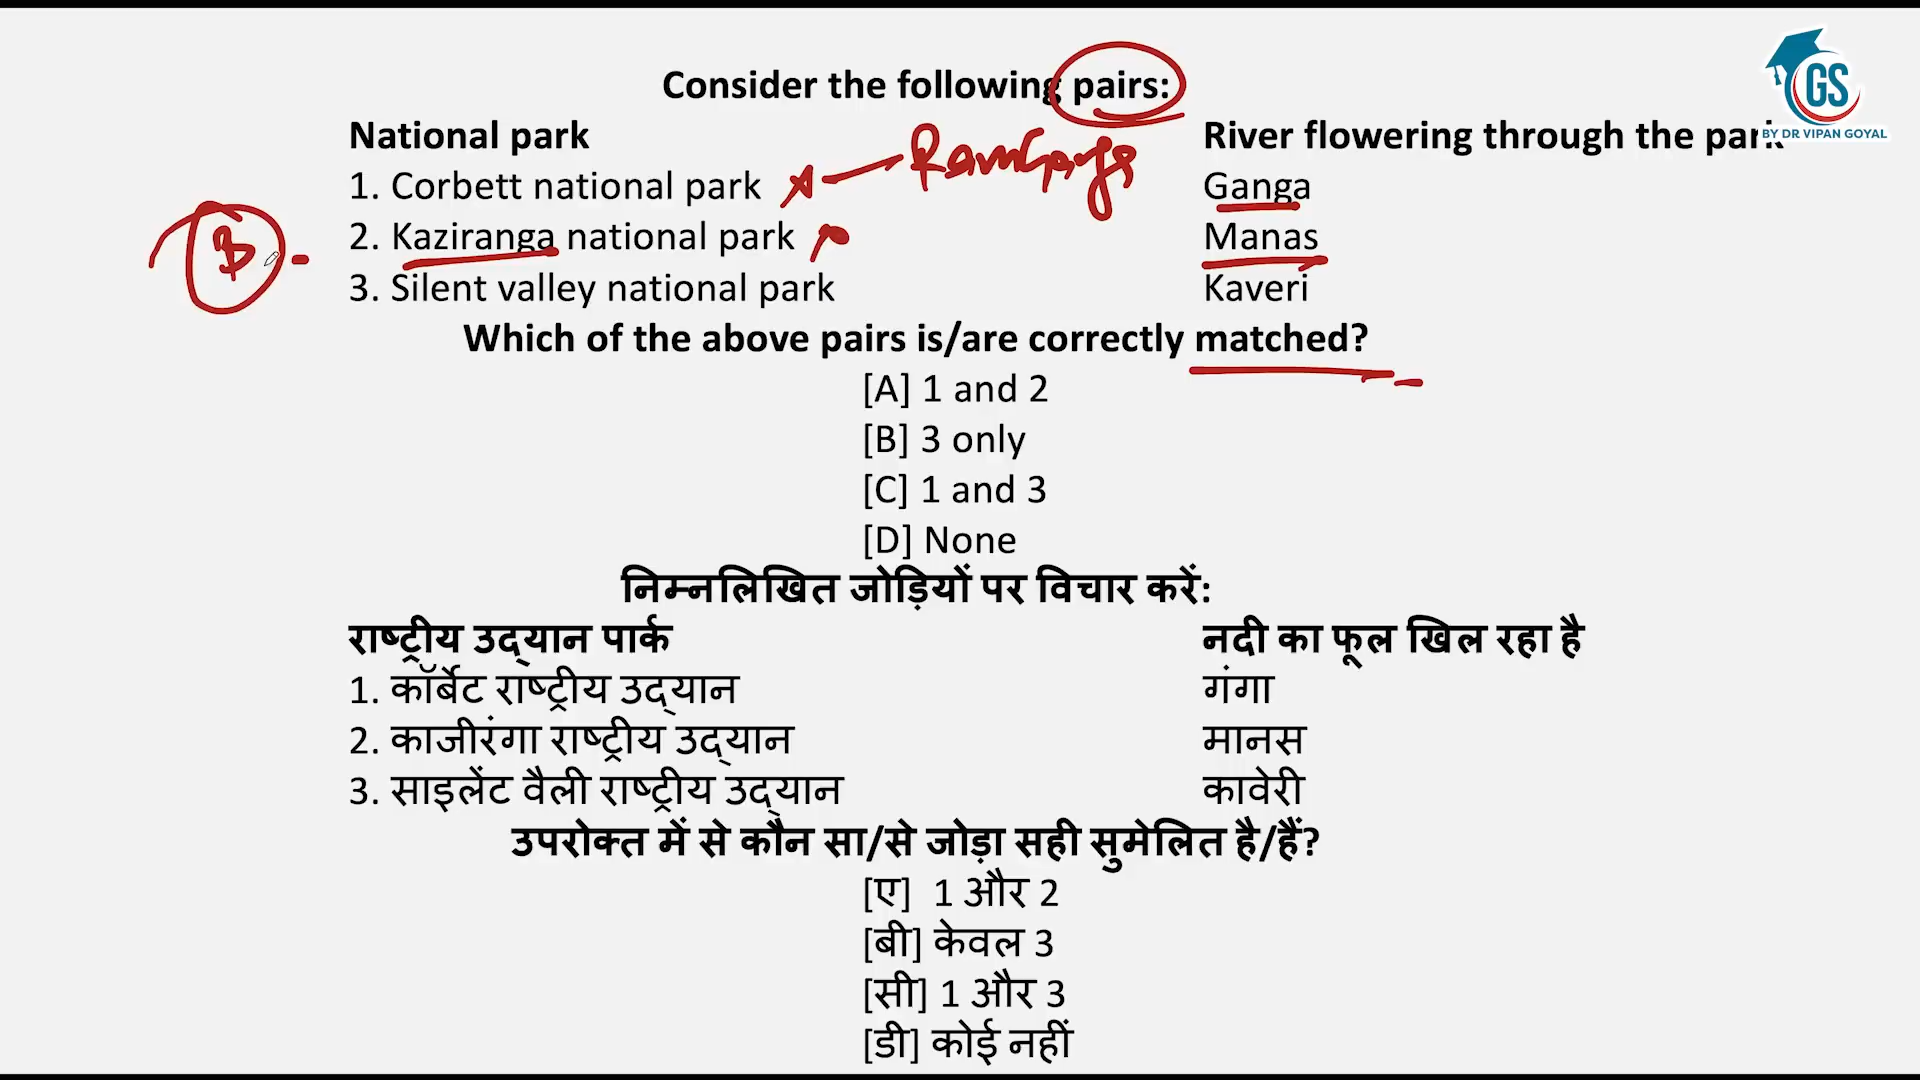 Consider the following pairs:
National park River flowering through the park
Ramganga
1. Corbett national park Ganga
2. Kaziranga national park Manas
B
3. Silent valley national park Kaveri
Which of the above pairs is/are correctly matched?
[A] 1 and 2
[B] 3 only
[C] 1 and 3
[D] None
निम्नलिखित जोड़ियों पर विचार करें:
राष्ट्रीय उद्यान पार्क नदी का फूल खिल रहा है
1. कॉर्बेट राष्ट्रीय उद्यान गंगा
2. काजीरंगा राष्ट्रीय उद्यान मानस
3. साइलेंट वैली राष्ट्रीय उद्यान कावेरी
उपरोक्त में से कौन सा/से जोड़ा सही सुमेलित है/हैं?
[ए] 1 और 2
[बी] केवल 3
[सी] 1 और 3
[डी] कोई नहीं
GS
BY DR VIPAN GOYAL